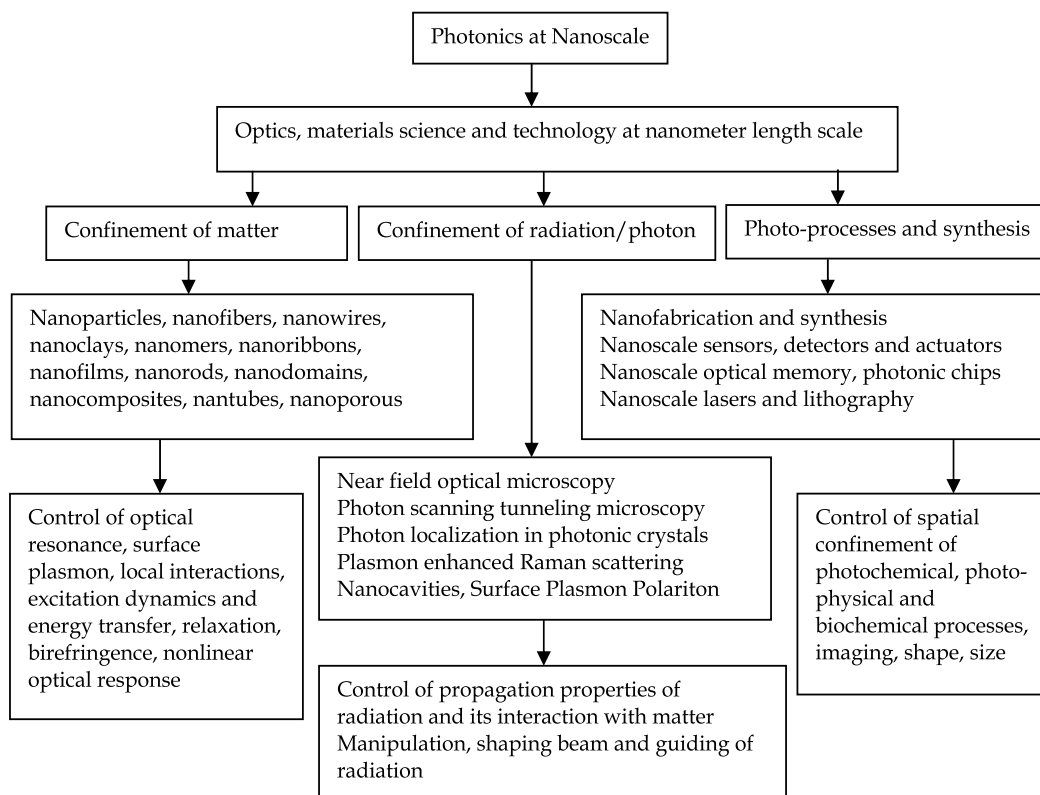 Photonics at Nanoscale
Optics, materials science and technology at nanometer length scale
Confinement of matter
Confinement of radiation/photon
Photo-processes and synthesis
Nanoparticles, nanofibers, nanowires,
nanoclays, nanomers, nanoribbons,
nanofilms, nanorods, nanodomains,
nanocomposites, nantubes, nanoporous
Nanofabrication and synthesis
Nanoscale sensors, detectors and actuators
Nanoscale optical memory, photonic chips
Nanoscale lasers and lithography
Near field optical microscopy
Photon scanning tunneling microscopy
Photon localization in photonic crystals
Plasmon enhanced Raman scattering
Nanocavities, Surface Plasmon Polariton
Control of optical
resonance, surface
plasmon, local interactions,
excitation dynamics and
energy transfer, relaxation,
birefringence, nonlinear
optical response
Control of spatial
confinement of
photochemical, photo-
physical and
biochemical processes,
imaging, shape, size
Control of propagation properties of
radiation and its interaction with matter
Manipulation, shaping beam and guiding of
radiation